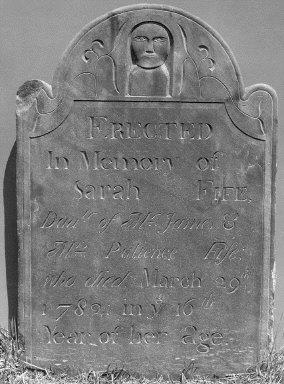 ERECTED
In Memory of
Sarah FIFE,
Daur. of Mr. James &
Mrs. Patience Fife;
who died March 29th
1782; in ye 16th
Year of her age.